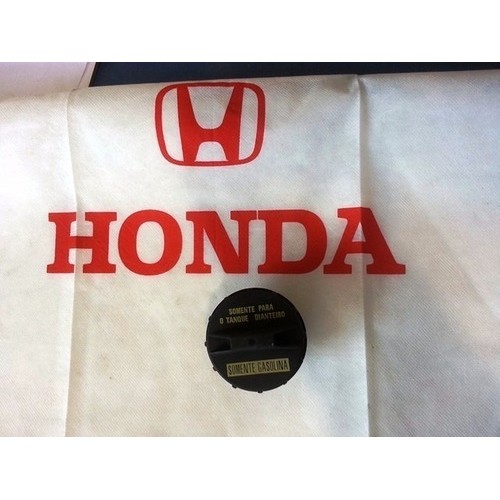 HONDA
SOMENTE PARA
O TANQUE DIANTEIRO
SOMENTE GASOLINA